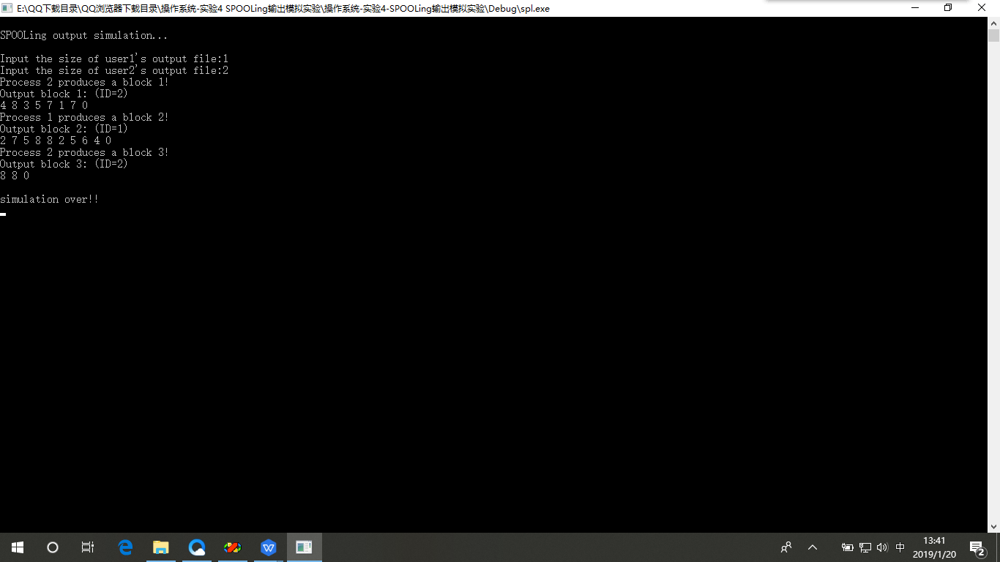 E:\QQ下载目录\QQ浏览器下载目录\操作系统-实验4 SPOOLing输出模拟实验\操作系统-实验4-SPOOLing输出模拟实验\Debug\spl.exe
SPOOLing output simulation...
Input the size of user1's output file:1
Input the size of user2's output file:2
Process 2 produces a block 1!
Output block 1: (ID=2)
4 8 3 5 7 1 7 0
Process 1 produces a block 2!
Output block 2: (ID=1)
2 7 5 8 8 2 5 6 4 0
Process 2 produces a block 3!
Output block 3: (ID=2)
8 8 0
simulation over!!
中
13:41
2019/1/20
2